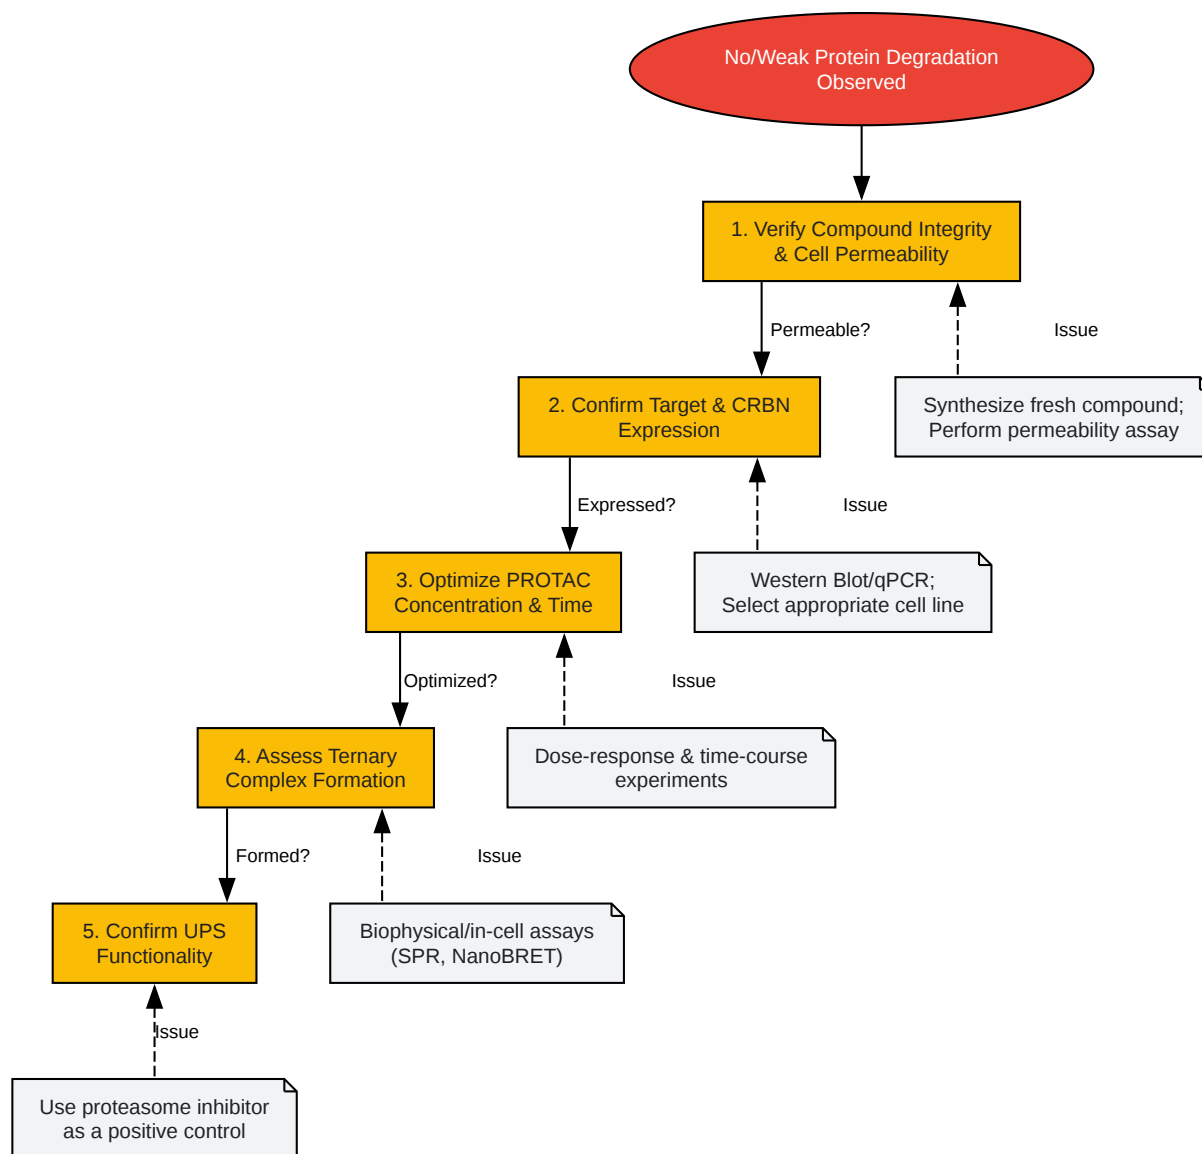 No/Weak Protein Degradation
Observed
1. Verify Compound Integrity
& Cell Permeability
Permeable?
Issue
2. Confirm Target & CRBN
Expression
Synthesize fresh compound;
Perform permeability assay
Expressed?
Issue
3. Optimize PROTAC
Concentration & Time
Western Blot/qPCR;
Select appropriate cell line
Optimized?
Issue
4. Assess Ternary
Complex Formation
Dose-response & time-course
experiments
Formed?
Issue
5. Confirm UPS
Functionality
Biophysical/in-cell assays
(SPR, NanoBRET)
Issue
Use proteasome inhibitor
as a positive control